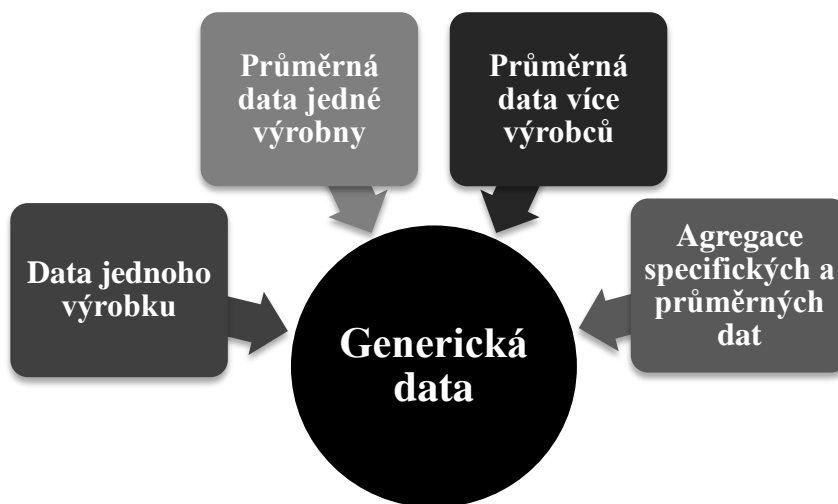 Průměrná
data jedné
výrobny
Průměrná
data více
výrobců
Data jednoho
výrobku
Agregace
specifických a
průměrných
dat
Generická
data